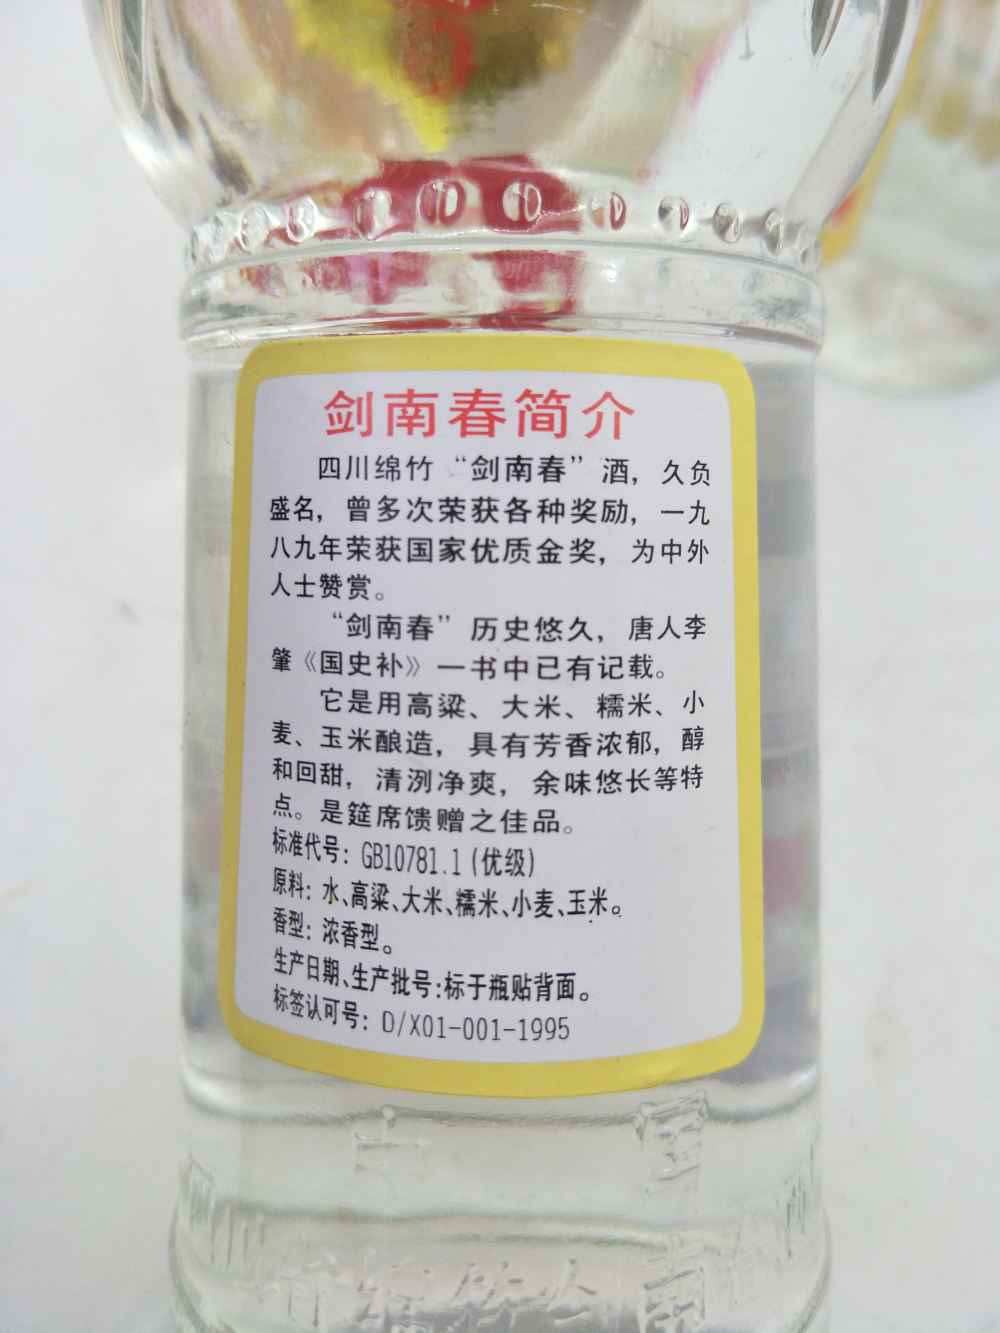 剑南春简介
四川绵竹“剑南春”酒，久负
盛名，曾多次荣获各种奖励，一九
八九年荣获国家优质金奖，为中外
人士赞赏。
“剑南春”历史悠久，唐人李
肇《国史补》一书中已有记载。
它是用高粱、大米、糯米、小
麦、玉米酿造，具有芳香浓郁，醇
和回甜，清洌净爽，余味悠长等特
点。是筵席馈赠之佳品。
标准代号：GB10781.1(优级)
原料：水、高粱、大米、糯米、小麦、玉米。
香型：浓香型。
生产日期、生产批号：标于瓶贴背面。
标签认可号：D/X01-001-1995